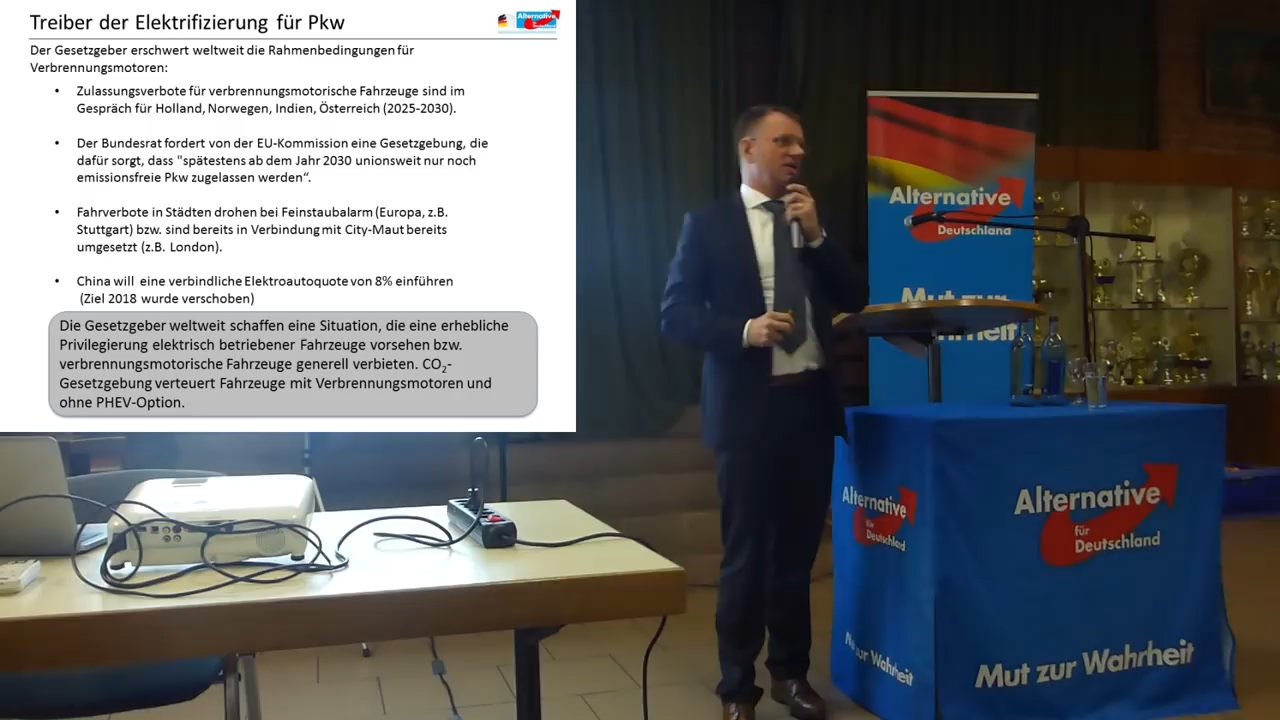 Treiber der Elektrifizierung für Pkw
Alternative
für
Deutschland
Der Gesetzgeber erschwert weltweit die Rahmenbedingungen für
Verbrennungsmotoren:
• Zulassungsverbote für verbrennungsmotorische Fahrzeuge sind im
Gespräch für Holland, Norwegen, Indien, Österreich (2025-2030).
• Der Bundesrat fordert von der EU-Kommission eine Gesetzgebung, die
dafür sorgt, dass "spätestens ab dem Jahr 2030 unionsweit nur noch
emissionsfreie Pkw zugelassen werden“.
• Fahrverbote in Städten drohen bei Feinstaubalarm (Europa, z.B.
Stuttgart) bzw. sind bereits in Verbindung mit City-Maut bereits
umgesetzt (z.B. London).
• China will eine verbindliche Elektroautoquote von 8% einführen
(Ziel 2018 wurde verschoben)
Die Gesetzgeber weltweit schaffen eine Situation, die eine erhebliche
Privilegierung elektrisch betriebener Fahrzeuge vorsehen bzw.
verbrennungsmotorische Fahrzeuge generell verbieten. CO₂-
Gesetzgebung verteuert Fahrzeuge mit Verbrennungsmotoren und
ohne PHEV-Option.
Alternative
Deutschland
Mut zur
Alternative
für
Deutschland
zur Wahrheit
Alternative
für
Deutschland
Mut zur Wahrheit